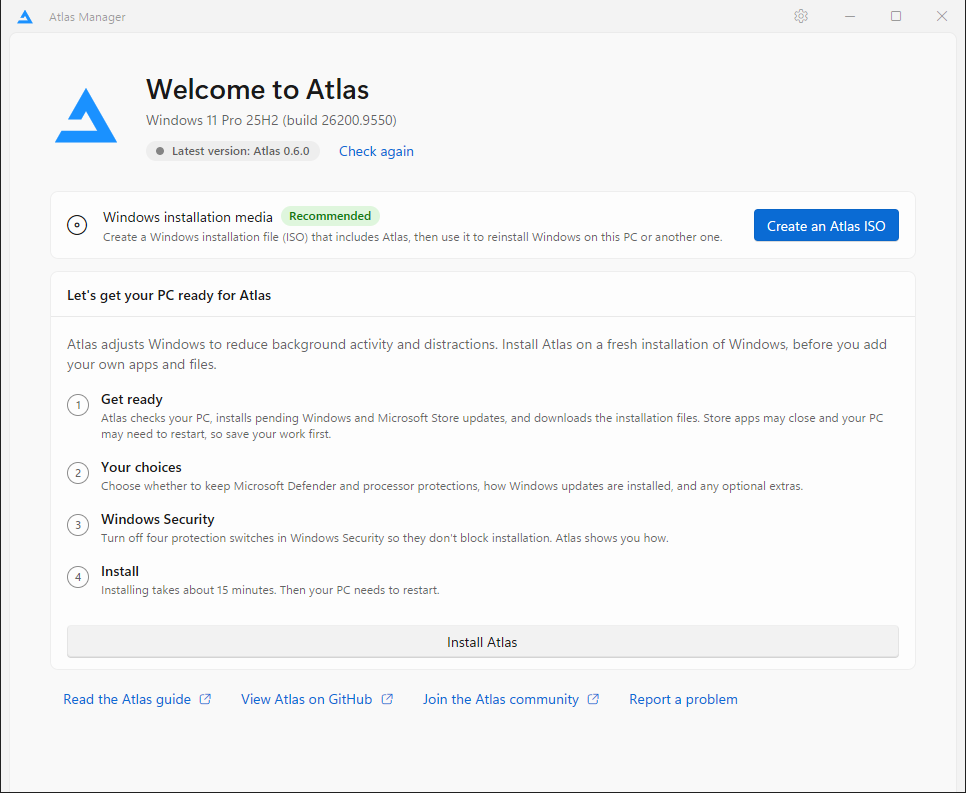 Atlas Manager
Welcome to Atlas
Windows 11 Pro 25H2 (build 26200.9550)
Latest version: Atlas 0.6.0
Check again
Windows installation media
Recommended
Create a Windows installation file (ISO) that includes Atlas, then use it to reinstall Windows on this PC or another one.
Create an Atlas ISO
Let's get your PC ready for Atlas
Atlas adjusts Windows to reduce background activity and distractions. Install Atlas on a fresh installation of Windows, before you add
your own apps and files.
1
Get ready
Atlas checks your PC, installs pending Windows and Microsoft Store updates, and downloads the installation files. Store apps may close and your PC
may need to restart, so save your work first.
2
Your choices
Choose whether to keep Microsoft Defender and processor protections, how Windows updates are installed, and any optional extras.
3
Windows Security
Turn off four protection switches in Windows Security so they don't block installation. Atlas shows you how.
4
Install
Installing takes about 15 minutes. Then your PC needs to restart.
Install Atlas
Read the Atlas guide
View Atlas on GitHub
Join the Atlas community
Report a problem